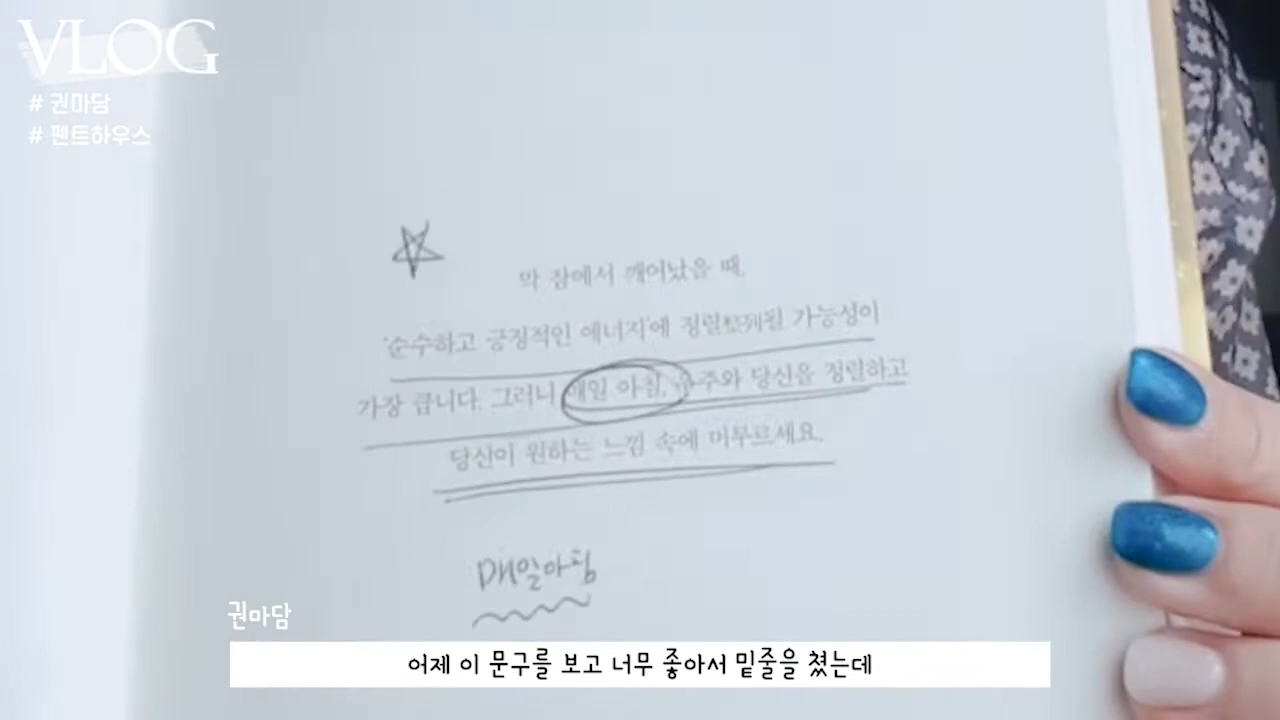 VLOG
# 권마담
# 펜트하우스
막 잠에서 깨어났을 때,
'순수하고 긍정적인 에너지'에 정렬整列될 가능성이
가장 큽니다. 그러니 매일 아침, 우주와 당신을 정렬하고
당신이 원하는 느낌 속에 머무르세요.
매일아침
권마담
어제 이 문구를 보고 너무 좋아서 밑줄을 쳤는데